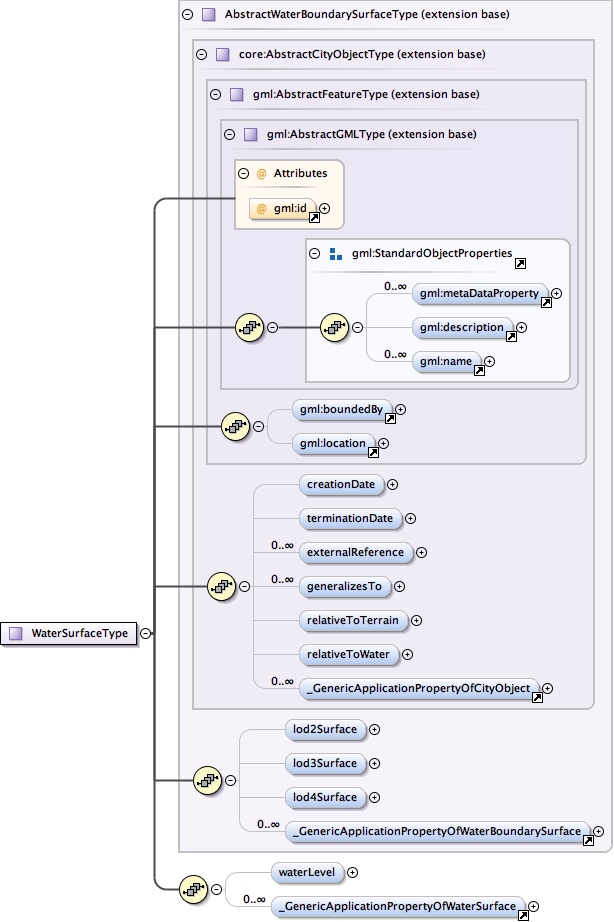 AbstractWaterBoundarySurfaceType (extension base)
core:AbstractCityObjectType (extension base)
gml:AbstractFeatureType (extension base)
gml:AbstractGMLType (extension base)
@ Attributes
@ gml:id
gml:StandardObjectProperties
0..∞
gml:metaDataProperty
gml:description
0..∞
gml:name
gml:boundedBy
gml:location
creationDate
terminationDate
0..∞
externalReference
0..∞
generalizesTo
relativeToTerrain
WaterSurfaceType
relativeToWater
0..∞
_GenericApplicationPropertyOfCityObject
lod2Surface
lod3Surface
lod4Surface
0..∞
_GenericApplicationPropertyOfWaterBoundarySurface
waterLevel
0..∞
_GenericApplicationPropertyOfWaterSurface